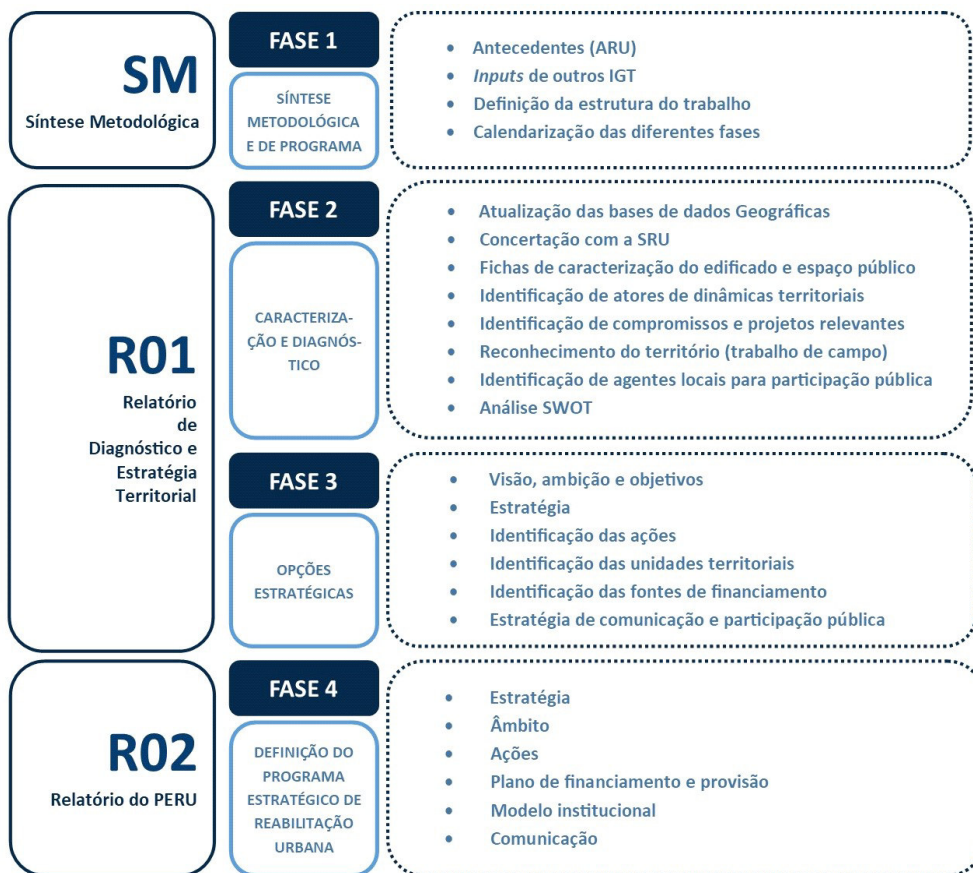 SM
Síntese Metodológica
FASE 1
SÍNTESE
METODOLÓGICA
E DE PROGRAMA
• Antecedentes (ARU)
• Inputs de outros IGT
• Definição da estrutura do trabalho
• Calendarização das diferentes fases
R01
Relatório
de
Diagnóstico e
Estratégia
Territorial
FASE 2
CARACTERIZA-
ÇÃO E DIAGNÓS-
TICO
• Atualização das bases de dados Geográficas
• Concertação com a SRU
• Fichas de caracterização do edificado e espaço público
• Identificação de atores de dinâmicas territoriais
• Identificação de compromissos e projetos relevantes
• Reconhecimento do território (trabalho de campo)
• Identificação de agentes locais para participação pública
• Análise SWOT
FASE 3
OPÇÕES
ESTRATÉGICAS
• Visão, ambição e objetivos
• Estratégia
• Identificação das ações
• Identificação das unidades territoriais
• Identificação das fontes de financiamento
• Estratégia de comunicação e participação pública
R02
Relatório do PERU
FASE 4
DEFINIÇÃO DO
PROGRAMA
ESTRATÉGICO DE
REABILITAÇÃO
URBANA
• Estratégia
• Âmbito
• Ações
• Plano de financiamento e provisão
• Modelo institucional
• Comunicação